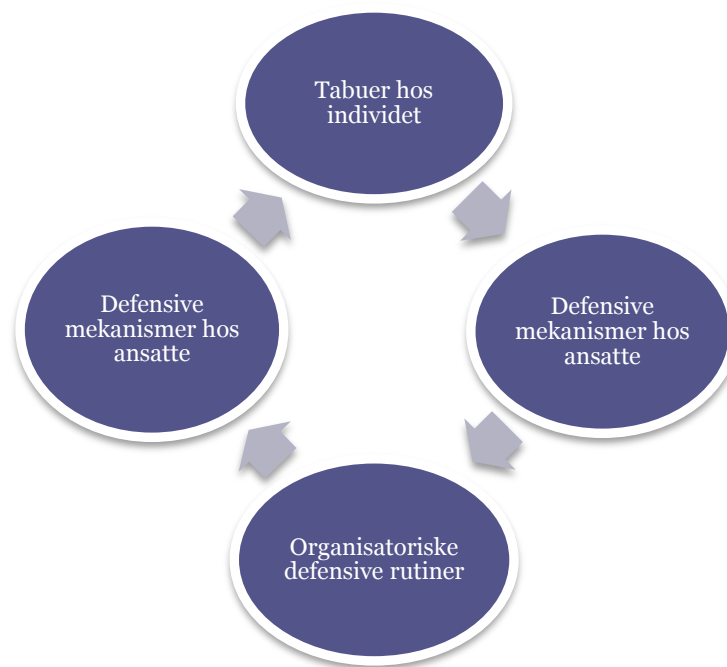 Tabuer hos
individet
Defensive
mekanismer hos
ansatte
Defensive
mekanismer hos
ansatte
Organisatoriske
defensive rutiner